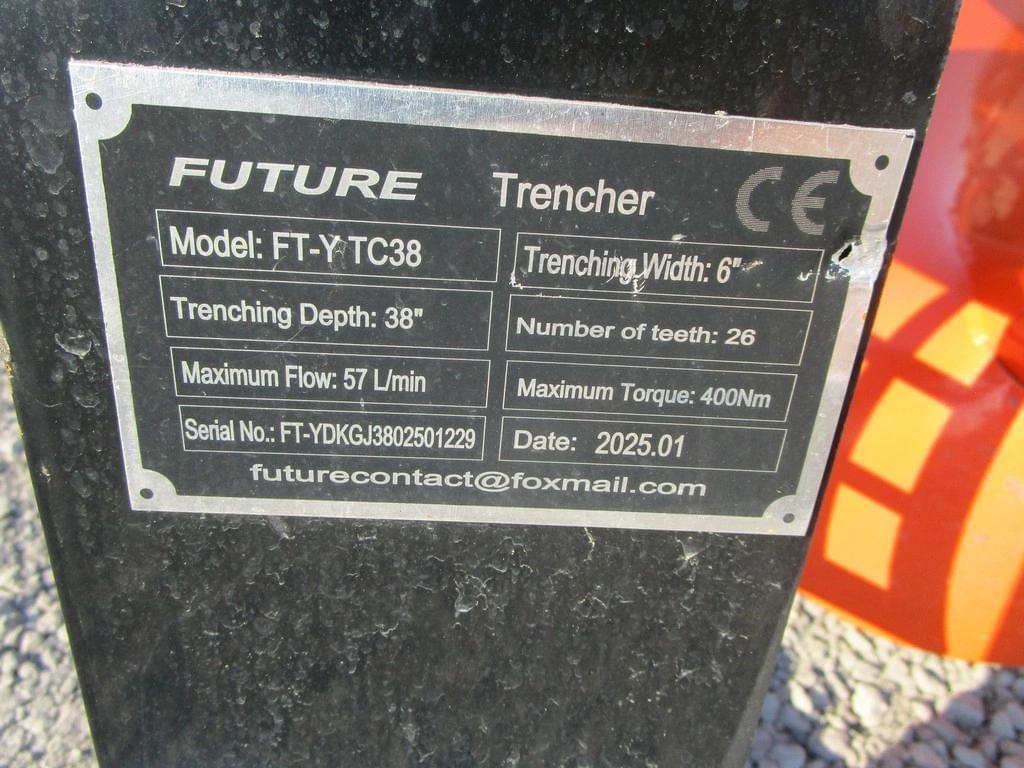 FUTURE Trencher CE
Model: FT-Y TC38
Trenching Width: 6"
Trenching Depth: 38"
Number of teeth: 26
Maximum Flow: 57 L/min
Maximum Torque: 400Nm
Serial No.: FT-YDKGJ3802501229
Date: 2025.01
futurecontact@foxmail.com